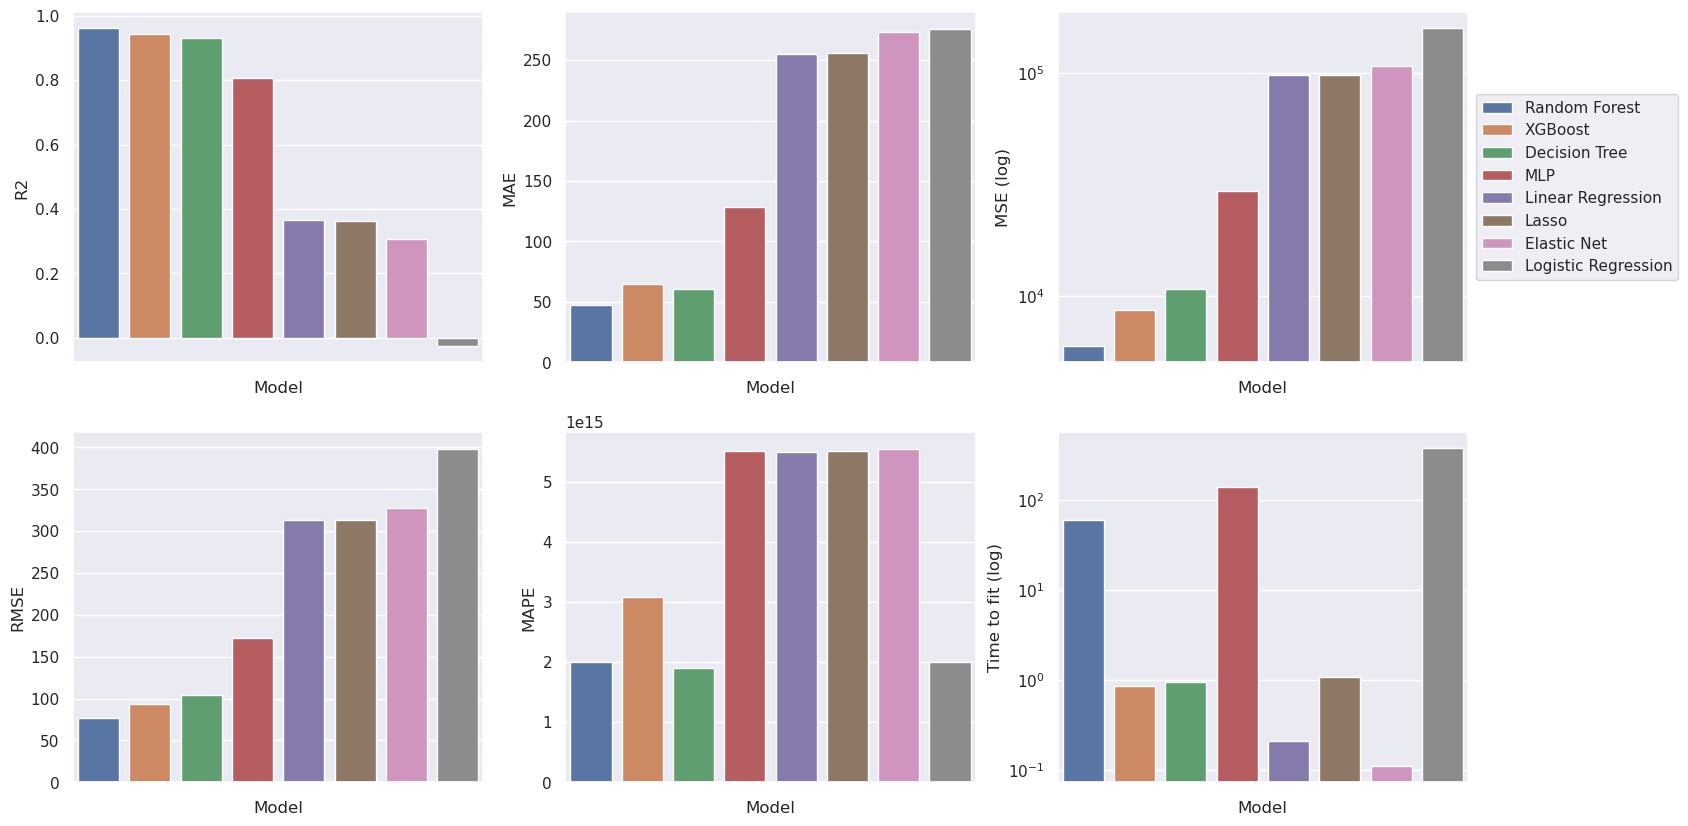 1.0
0.8
0.6
0.4
0.2
0.0
R2
Model
250
200
150
100
50
0
MAE
Model
10^5
10^4
MSE (log)
Model
Random Forest
XGBoost
Decision Tree
MLP
Linear Regression
Lasso
Elastic Net
Logistic Regression
400
350
300
250
200
150
100
50
0
RMSE
Model
1e15
5
4
3
2
1
0
MAPE
Model
10^2
10^1
10^0
10^−1
Time to fit (log)
Model